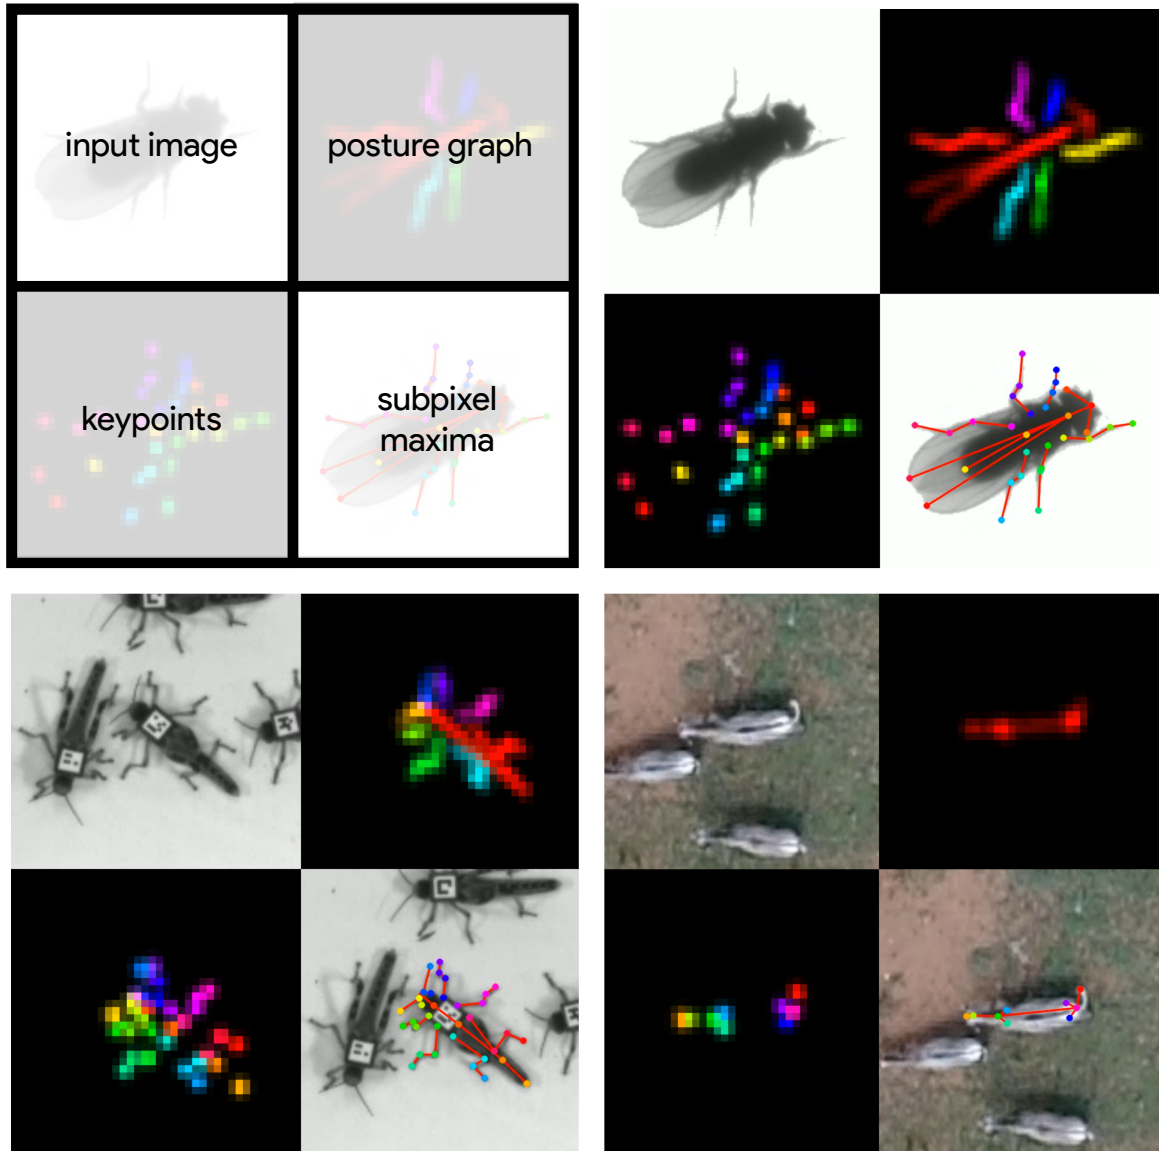 input image
posture graph
keypoints
subpixel
maxima